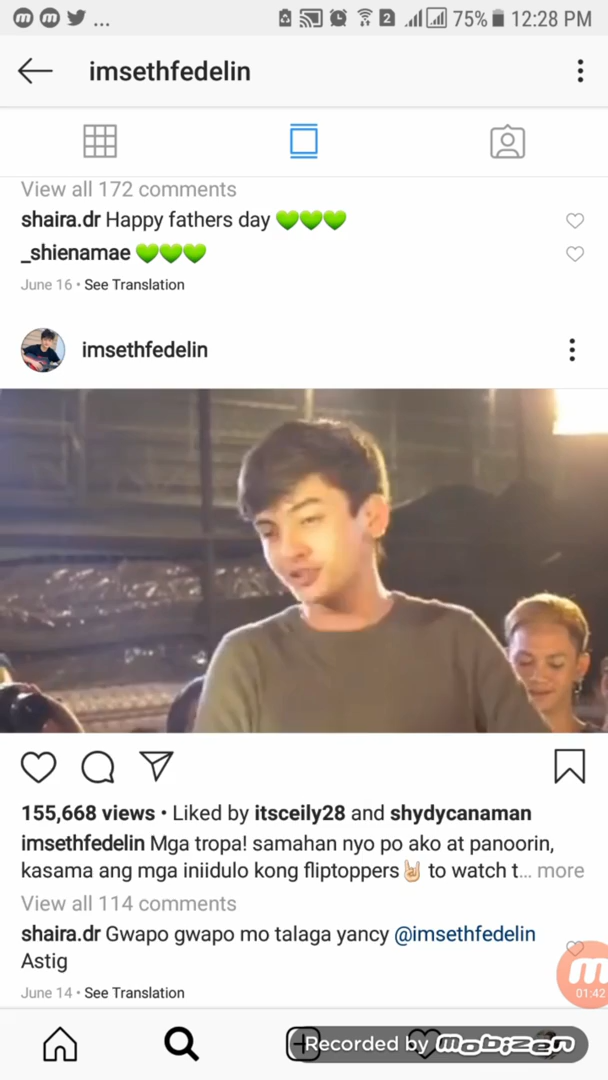 ... 2 75% 12:28 PM
imsethfedelin
View all 172 comments
shaira.dr Happy fathers day 💚💚💚
_shienamae 💚💚💚
June 16 • See Translation
imsethfedelin
155,668 views • Liked by itsceily28 and shydycanaman
imsethfedelin Mga tropa! samahan nyo po ako at panoorin,
kasama ang mga iniidulo kong fliptoppers🤘🏻 to watch t... more
View all 114 comments
shaira.dr Gwapo gwapo mo talaga yancy @imsethfedelin
Astig
01:42
June 14 • See Translation
Recorded by mobizen